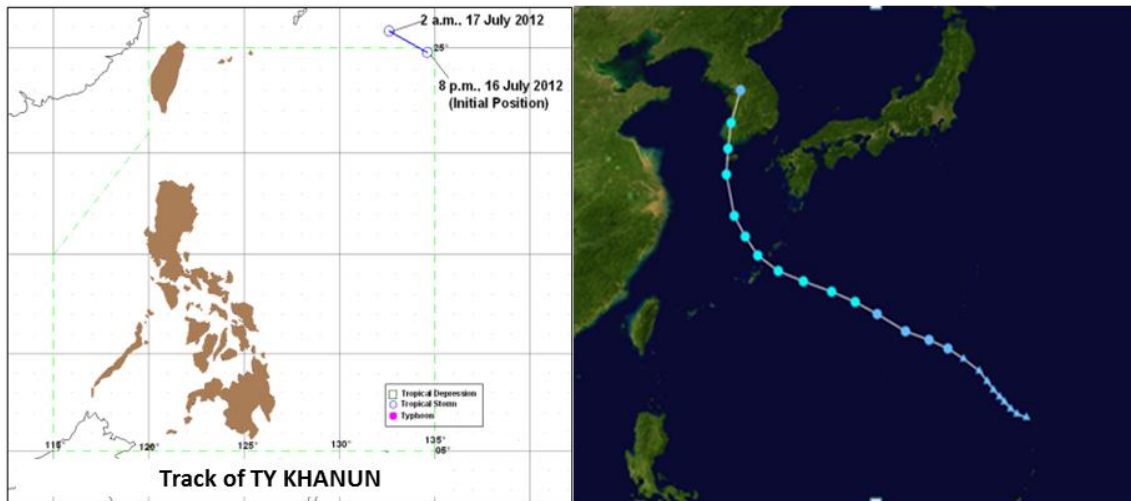 2 a.m., 17 July 2012
25°
8 p.m., 16 July 2012
(Initial Position)
Tropical Depression
Tropical Storm
Typhoon
115° 120° 125° 130° 135°
05°
Track of TY KHANUN